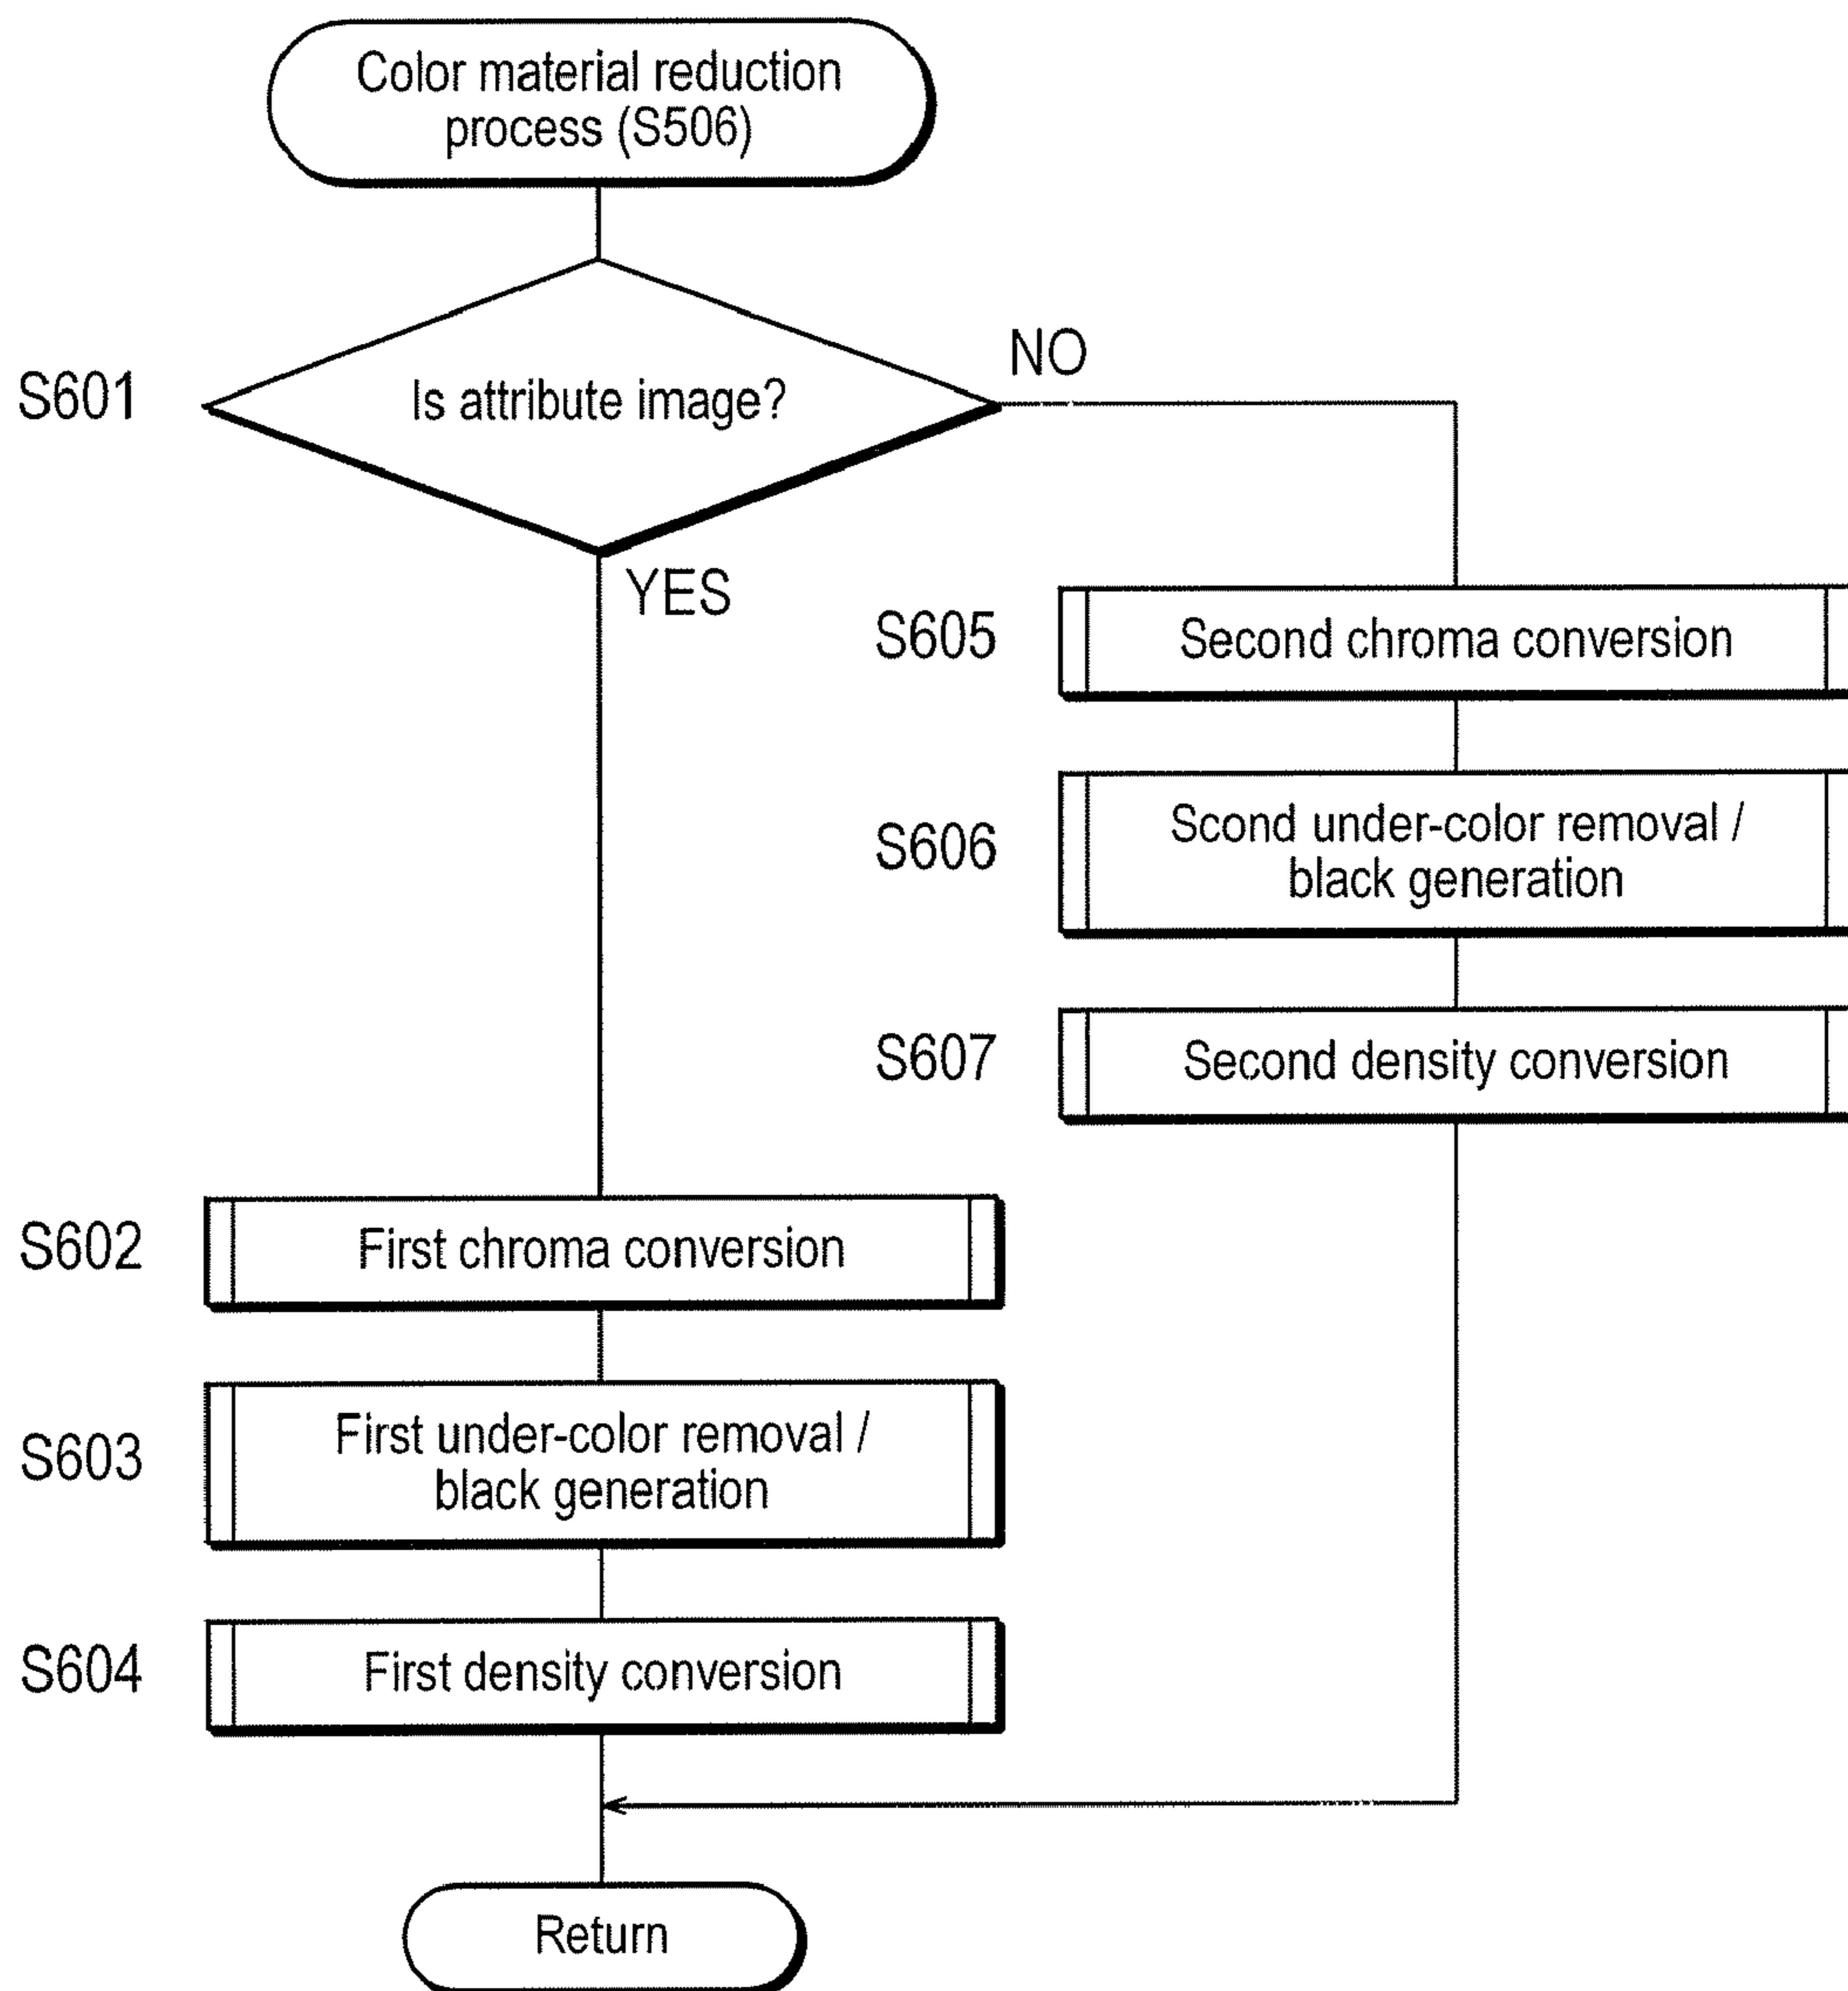 Color material reduction
process (S506)
S601
Is attribute image?
NO
YES
S605
Second chroma conversion
S606
Scond under-color removal /
black generation
S607
Second density conversion
S602
First chroma conversion
S603
First under-color removal /
black generation
S604
First density conversion
Return